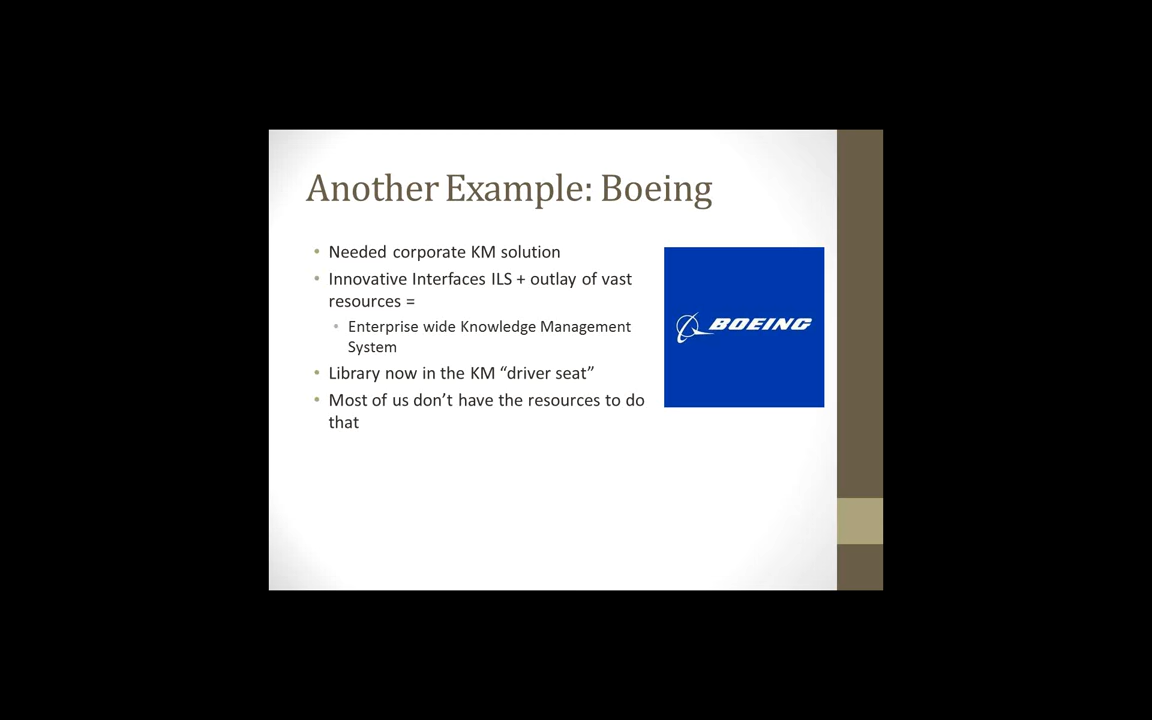 Another Example: Boeing
• Needed corporate KM solution
• Innovative Interfaces ILS + outlay of vast
resources =
• Enterprise wide Knowledge Management
System
• Library now in the KM “driver seat”
• Most of us don’t have the resources to do
that
BOEING